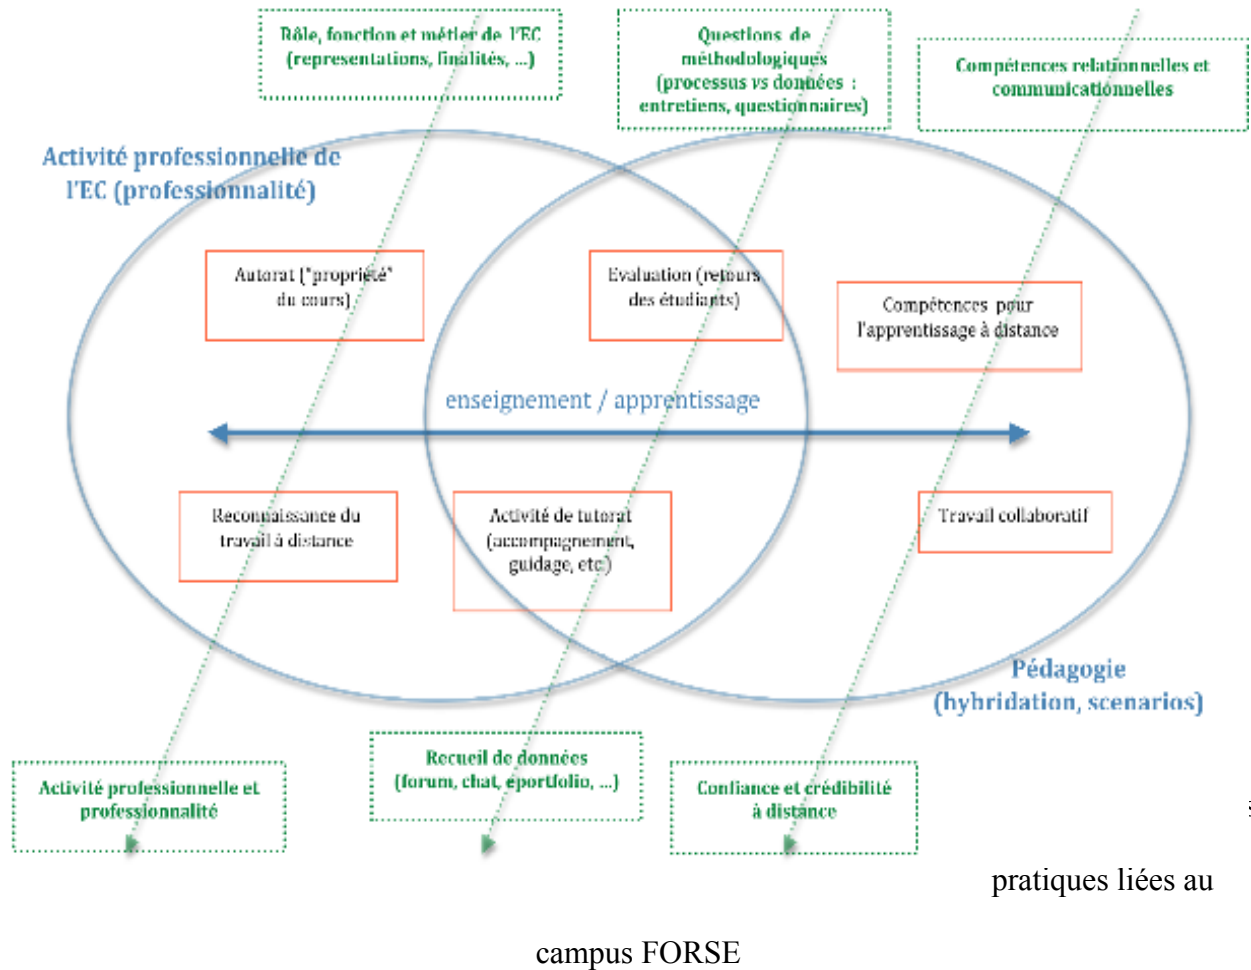 Rôle, fonction et métier de l'EC
(representations, finalités, ...)
Questions de
méthodologiques
(processus vs données :
entretiens, questionnaires)
Compétences relationnelles et
communicationnelles
Activité professionnelle de
l'EC (professionnalité)
Autorat ("propriété"
du cours)
Evaluation (retours
des étudiants)
Compétences pour
l'apprentissage à distance
enseignement / apprentissage
Reconnaissance du
travail à distance
Activité de tutorat
(accompagnement,
guidage, etc.)
Travail collaboratif
Pédagogie
(hybridation, scenarios)
Activité professionnelle et
professionnalité
Recueil de données
(forum, chat, eportfolio, ...)
Confiance et crédibilité
à distance
pratiques liées au
campus FORSE